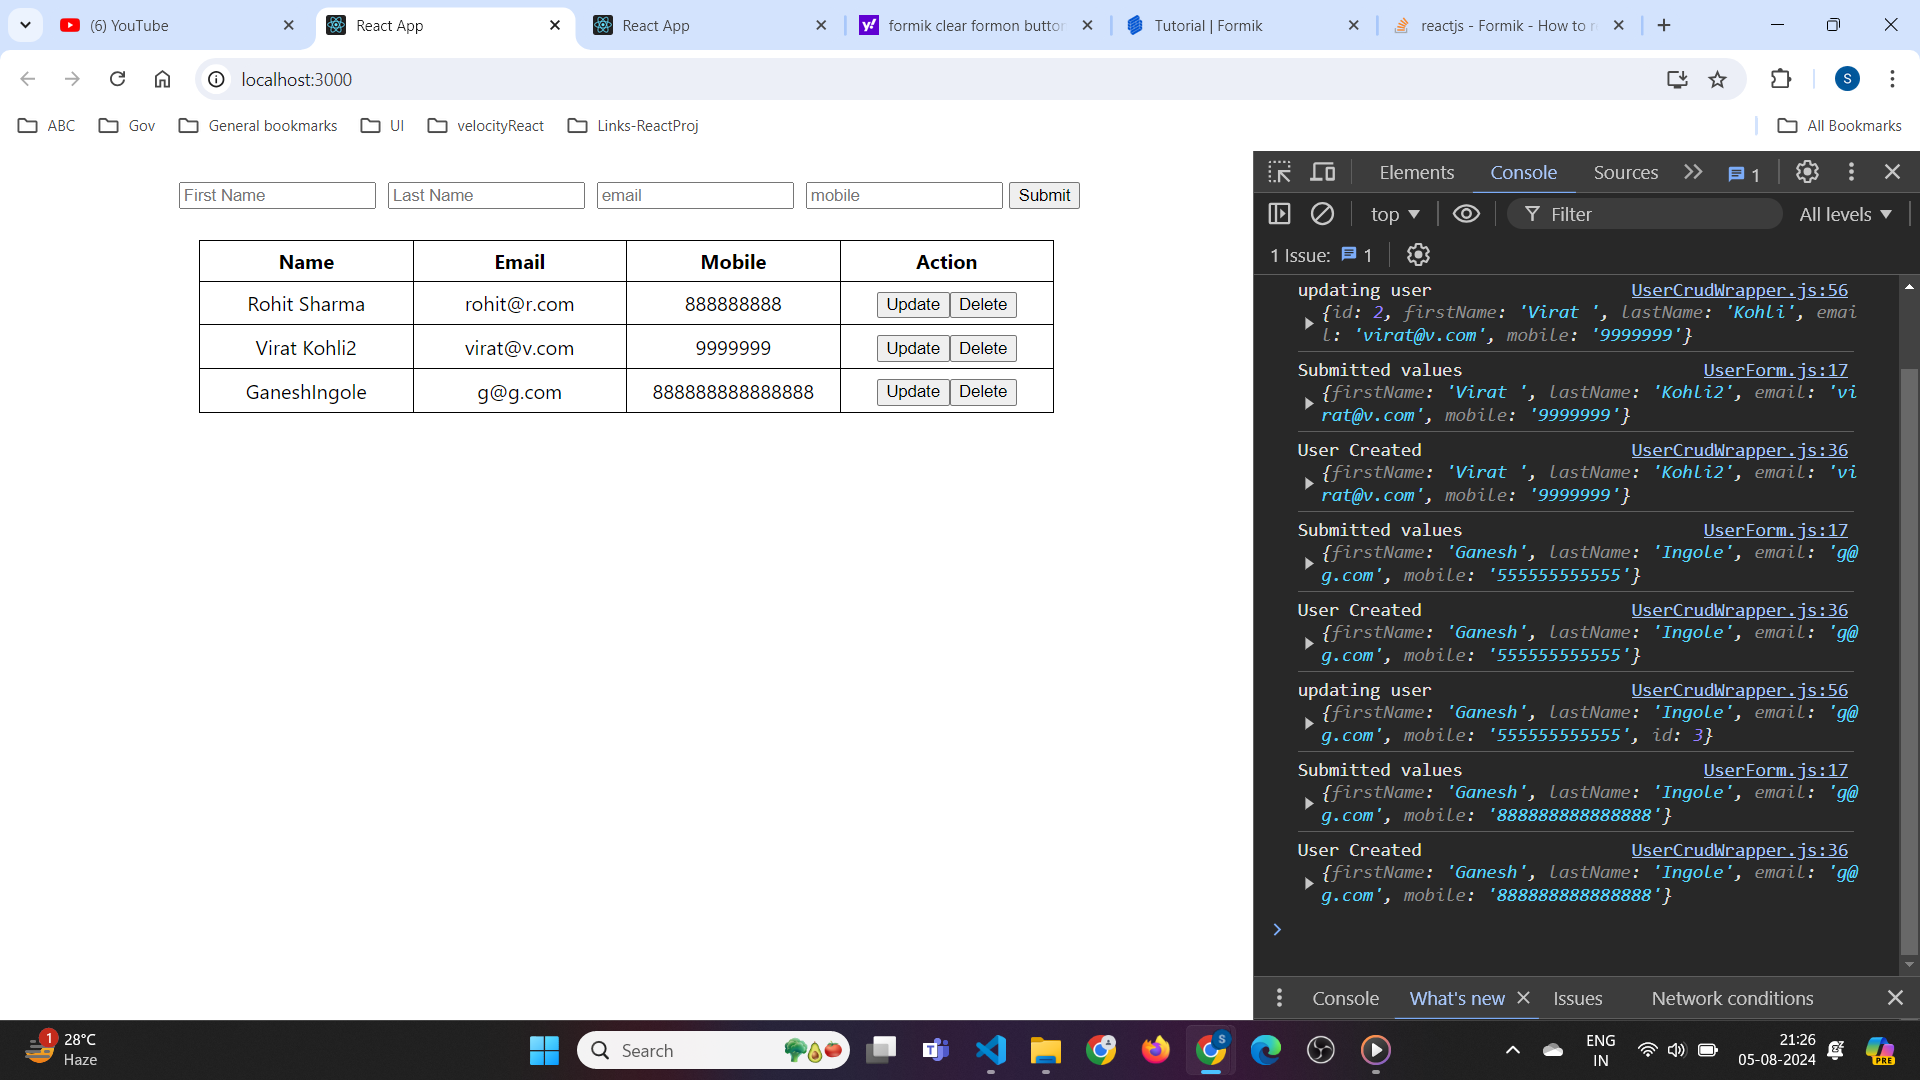 (6) YouTube
React App
React App
formik clear formon button
Tutorial | Formik
reactjs - Formik - How to r
localhost:3000
S
ABC
Gov
General bookmarks
UI
velocityReact
Links-ReactProj
All Bookmarks
First Name Last Name email mobile Submit
Name Email Mobile Action
Rohit Sharma rohit@r.com 888888888 Update Delete
Virat Kohli2 virat@v.com 9999999 Update Delete
GaneshIngole g@g.com 888888888888888 Update Delete
Elements Console Sources 1
top Filter All levels
1 Issue: 1
updating user UserCrudWrapper.js:56
{id: 2, firstName: 'Virat ', lastName: 'Kohli', emai
l: 'virat@v.com', mobile: '9999999'}
Submitted values UserForm.js:17
{firstName: 'Virat ', lastName: 'Kohli2', email: 'vi
rat@v.com', mobile: '9999999'}
User Created UserCrudWrapper.js:36
{firstName: 'Virat ', lastName: 'Kohli2', email: 'vi
rat@v.com', mobile: '9999999'}
Submitted values UserForm.js:17
{firstName: 'Ganesh', lastName: 'Ingole', email: 'g@
g.com', mobile: '555555555555'}
User Created UserCrudWrapper.js:36
{firstName: 'Ganesh', lastName: 'Ingole', email: 'g@
g.com', mobile: '555555555555'}
updating user UserCrudWrapper.js:56
{firstName: 'Ganesh', lastName: 'Ingole', email: 'g@
g.com', mobile: '555555555555', id: 3}
Submitted values UserForm.js:17
{firstName: 'Ganesh', lastName: 'Ingole', email: 'g@
g.com', mobile: '888888888888888'}
User Created UserCrudWrapper.js:36
{firstName: 'Ganesh', lastName: 'Ingole', email: 'g@
g.com', mobile: '888888888888888'}
Console What's new Issues Network conditions
1
28°C
Haze
Search
S
ENG
IN
21:26
05-08-2024
PRE